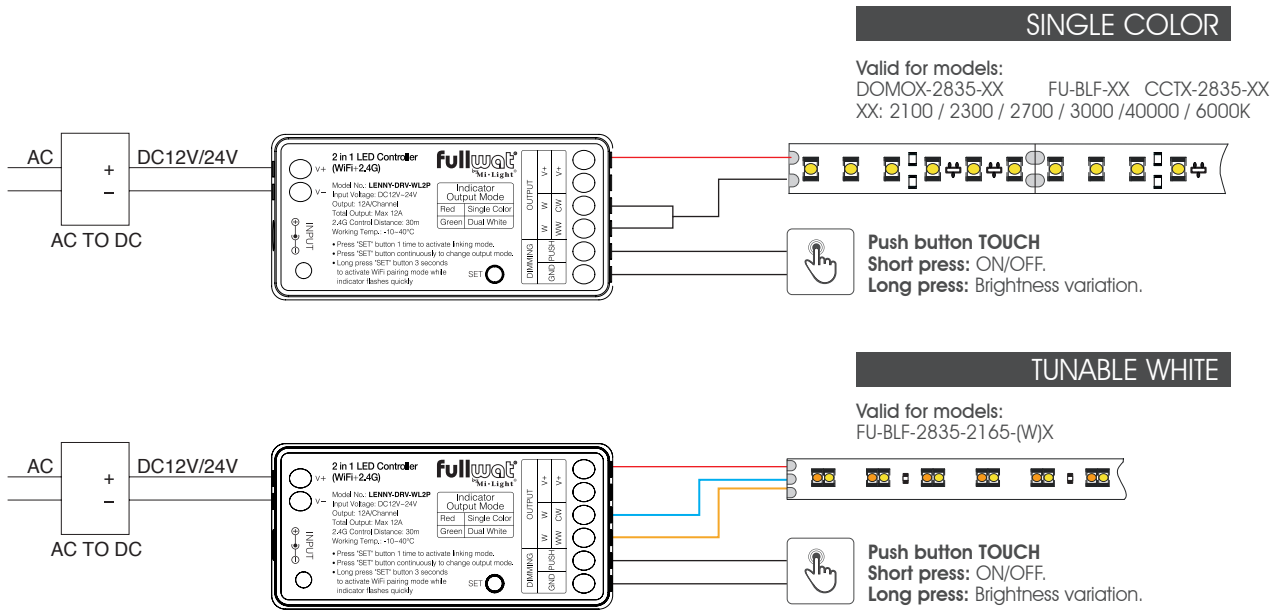 SINGLE COLOR
Valid for models:
DOMOX-2835-XX FU-BLF-XX CCTX-2835-XX
XX: 2100 / 2300 / 2700 / 3000 /40000 / 6000K
AC
+
−
DC12V/24V
AC TO DC
V+
V−
INPUT
2 in 1 LED Controller
(WiFi+2.4G)
fullwat
Mi·Light
Model No.: LENNY-DRV-WL2P
Input Voltage: DC12V~24V
Output: 12A/Channel
Total Output: Max 12A
2.4G Control Distance: 30m
Working Temp.: -10~40°C
Indicator
Output Mode
Red Single Color
Green Dual White
• Press "SET" button 1 time to activate linking mode.
• Press "SET" button continuously to change output mode.
• Long press "SET" button 3 seconds
to activate WiFi pairing mode while
indicator flashes quickly
SET
OUTPUT
V+ V+
W CW
W WW
DIMMING
GND PUSH
Push button TOUCH
Short press: ON/OFF.
Long press: Brightness variation.
TUNABLE WHITE
Valid for models:
FU-BLF-2835-2165-(W)X
AC
+
−
DC12V/24V
AC TO DC
V+
V−
INPUT
2 in 1 LED Controller
(WiFi+2.4G)
fullwat
Mi·Light
Model No.: LENNY-DRV-WL2P
Input Voltage: DC12V~24V
Output: 12A/Channel
Total Output: Max 12A
2.4G Control Distance: 30m
Working Temp.: -10~40°C
Indicator
Output Mode
Red Single Color
Green Dual White
• Press "SET" button 1 time to activate linking mode.
• Press "SET" button continuously to change output mode.
• Long press "SET" button 3 seconds
to activate WiFi pairing mode while
indicator flashes quickly
SET
OUTPUT
V+
W CW
W WW
DIMMING
GND PUSH
Push button TOUCH
Short press: ON/OFF.
Long press: Brightness variation.